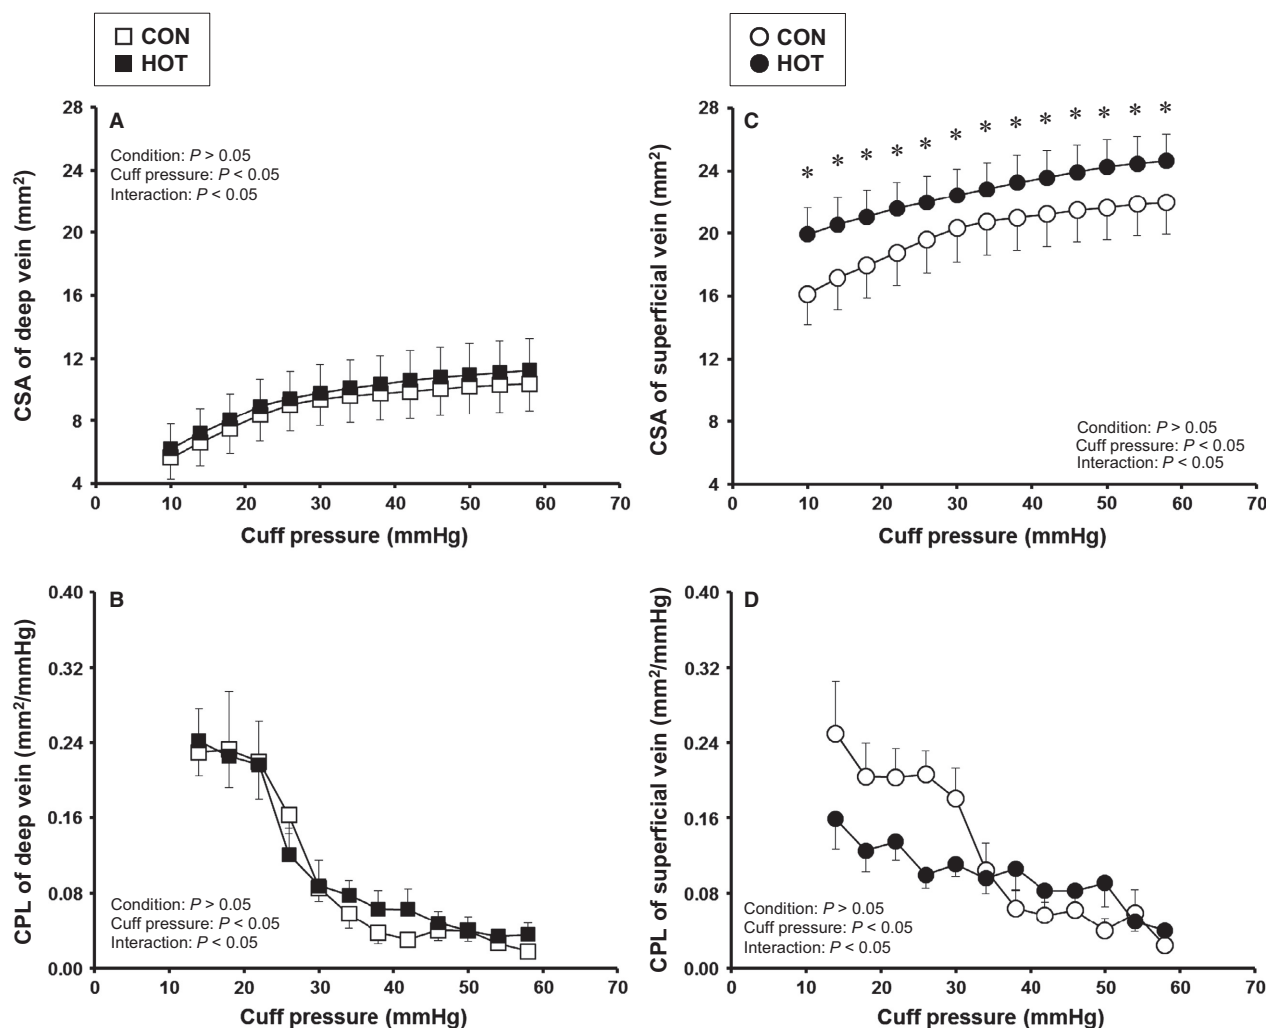 CON
HOT
CON
HOT
A
Condition: P > 0.05
Cuff pressure: P < 0.05
Interaction: P < 0.05
CSA of deep vein (mm²)
28
24
20
16
12
8
4
0
10
20
30
40
50
60
70
Cuff pressure (mmHg)
C
* * * * * * * * * * * * *
Condition: P > 0.05
Cuff pressure: P < 0.05
Interaction: P < 0.05
CSA of superficial vein (mm²)
28
24
20
16
12
8
4
0
10
20
30
40
50
60
70
Cuff pressure (mmHg)
B
Condition: P > 0.05
Cuff pressure: P < 0.05
Interaction: P < 0.05
CPL of deep vein (mm²/mmHg)
0.40
0.32
0.24
0.16
0.08
0.00
0
10
20
30
40
50
60
70
Cuff pressure (mmHg)
D
Condition: P > 0.05
Cuff pressure: P < 0.05
Interaction: P < 0.05
CPL of superficial vein (mm²/mmHg)
0.40
0.32
0.24
0.16
0.08
0.00
0
10
20
30
40
50
60
70
Cuff pressure (mmHg)